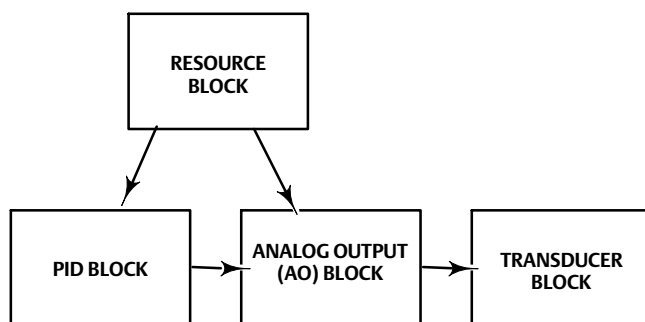 RESOURCE
BLOCK
PID BLOCK
ANALOG OUTPUT
(AO) BLOCK
TRANSDUCER
BLOCK